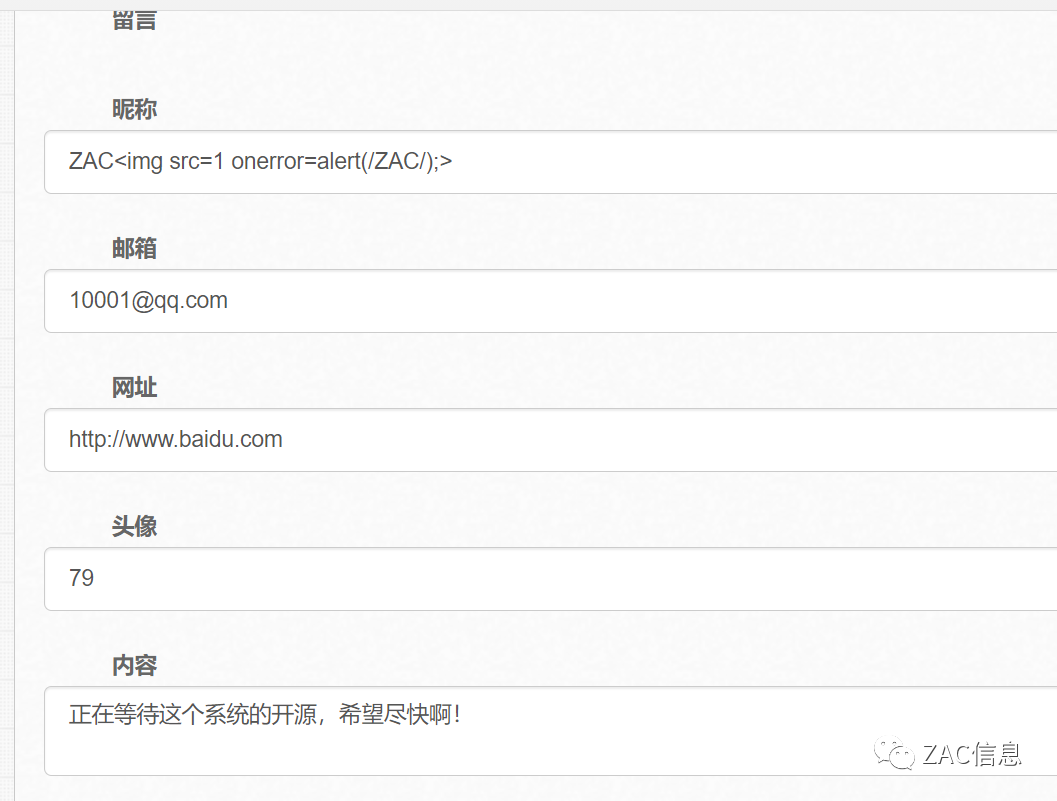 留言
昵称
ZAC<img src=1 onerror=alert(/ZAC/);>
邮箱
10001@qq.com
网址
http://www.baidu.com
头像
79
内容
正在等待这个系统的开源，希望尽快啊！
ZAC信息